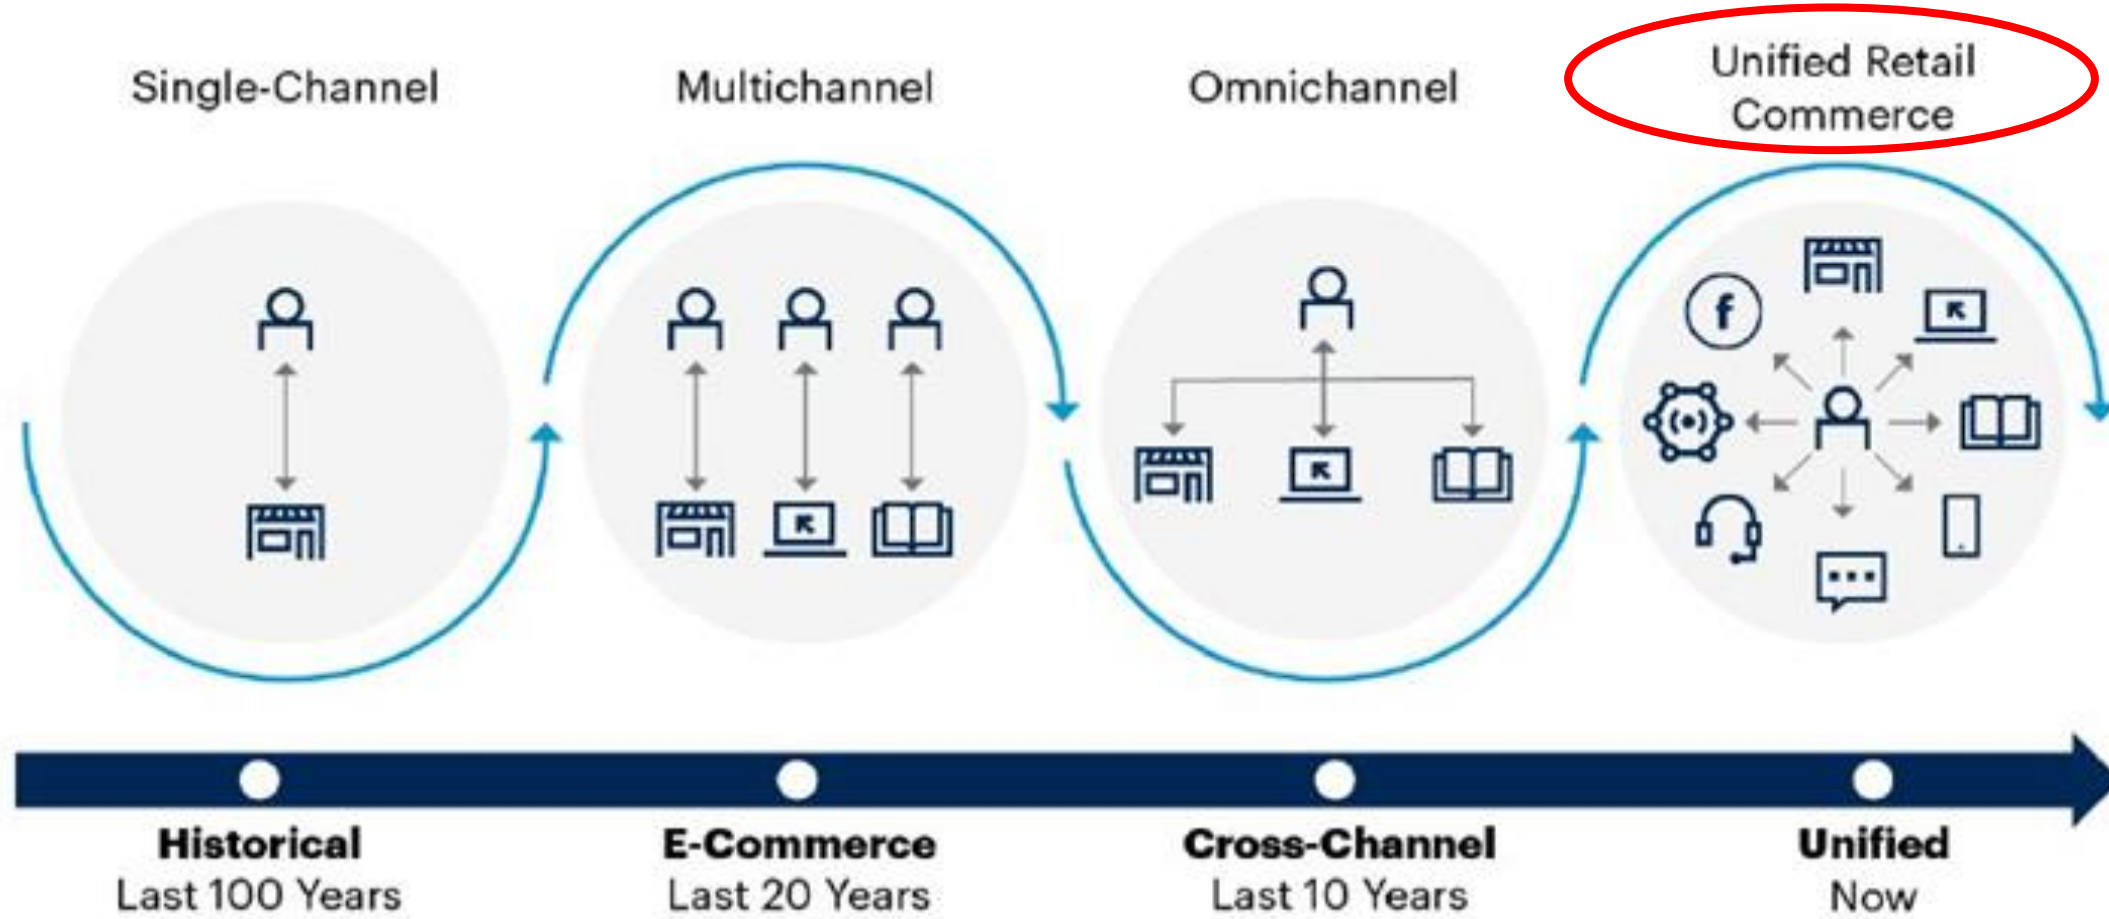 Single-Channel
Multichannel
Omnichannel
Unified Retail
Commerce
f
Historical
Last 100 Years
E-Commerce
Last 20 Years
Cross-Channel
Last 10 Years
Unified
Now